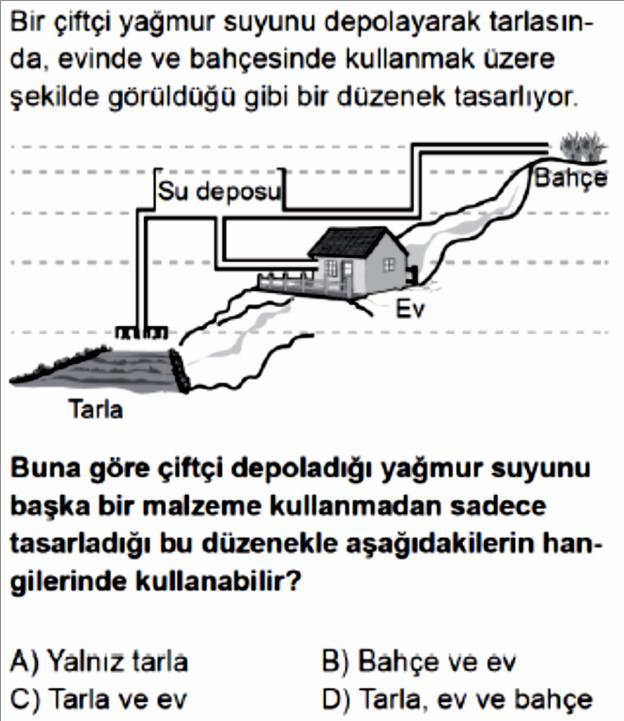 Bir çiftçi yağmur suyunu depolayarak tarlasın-
da, evinde ve bahçesinde kullanmak üzere
şekilde görüldüğü gibi bir düzenek tasarlıyor.
Su deposu
Bahçe
Ev
Tarla
Buna göre çiftçi depoladığı yağmur suyunu
başka bir malzeme kullanmadan sadece
tasarladığı bu düzenekle aşağıdakilerin han-
gilerinde kullanabilir?
A) Yalnız tarla
B) Bahçe ve ev
C) Tarla ve ev
D) Tarla, ev ve bahçe